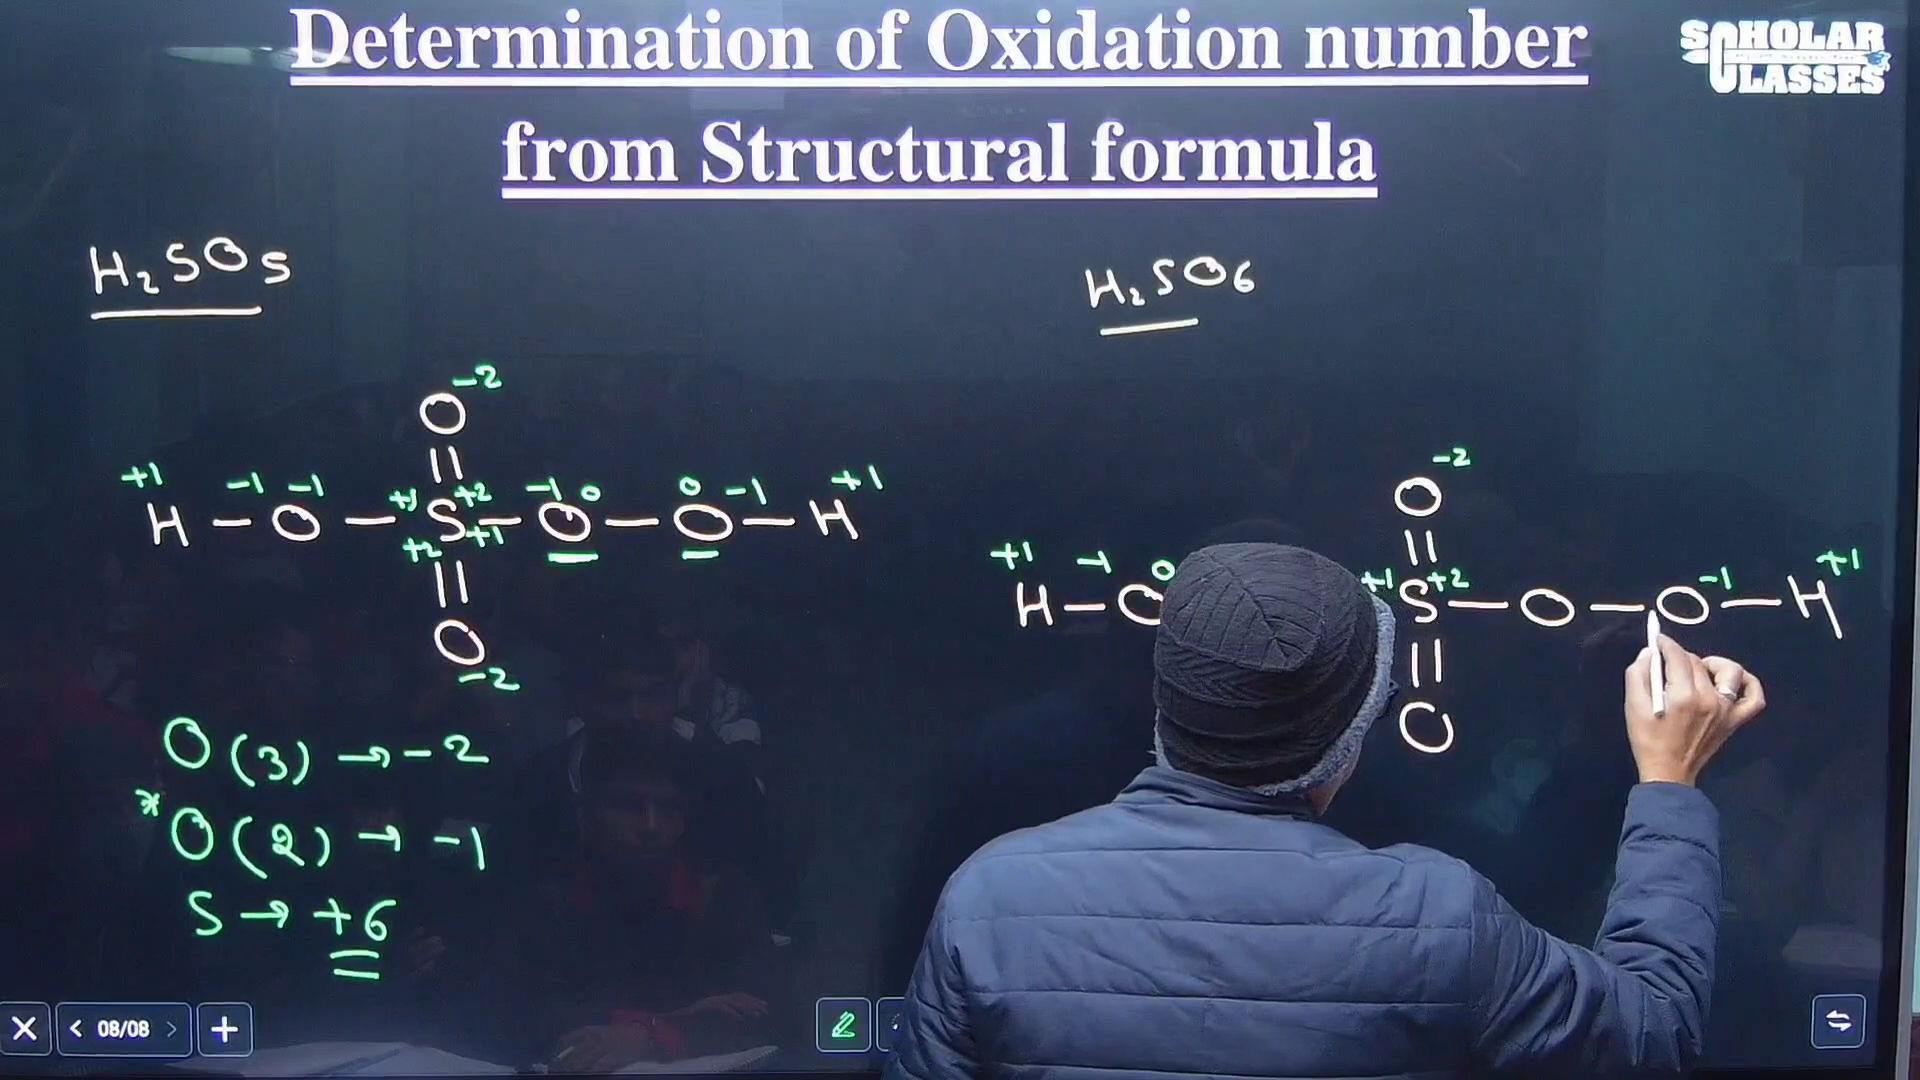 Determination of Oxidation number
from Structural formula
SCHOLAR
CLASSES
H₂SO₅
H₂SO₆
O -2
||
+1 -1 -1 +1 +2 -1 0 0 -1 +1
H - O - S - O - O - H
+2 +1
||
O
-2
O (3) → -2
* O (2) → -1
S → +6
O -2
||
+1 -1 0 +1 +2 -1 +1
H - O S - O - O - H
||
O
08/08